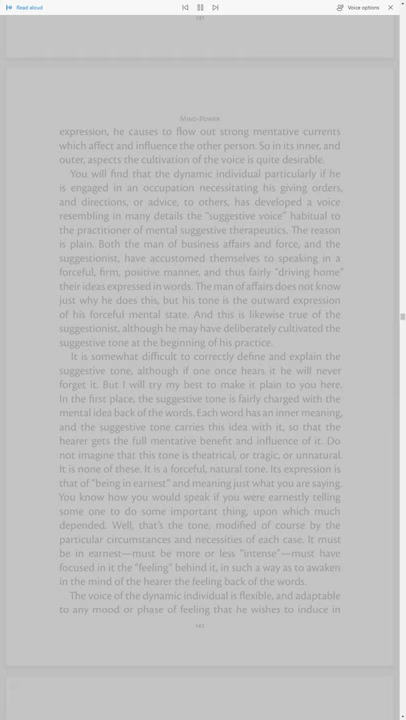 Read aloud
Voice options
181
Mind-Power
expression, he causes to flow out strong mentative currents
which affect and influence the other person. So in its inner, and
outer, aspects the cultivation of the voice is quite desirable.
You will find that the dynamic individual particularly if he
is engaged in an occupation necessitating his giving orders,
and directions, or advice, to others, has developed a voice
resembling in many details the “suggestive voice” habitual to
the practitioner of mental suggestive therapeutics. The reason
is plain. Both the man of business affairs and force, and the
suggestionist, have accustomed themselves to speaking in a
forceful, firm, positive manner, and thus fairly “driving home”
their ideas expressed in words. The man of affairs does not know
just why he does this, but his tone is the outward expression
of his forceful mental state. And this is likewise true of the
suggestionist, although he may have deliberately cultivated the
suggestive tone at the beginning of his practice.
It is somewhat difficult to correctly define and explain the
suggestive tone, although if one once hears it he will never
forget it. But I will try my best to make it plain to you here.
In the first place, the suggestive tone is fairly charged with the
mental idea back of the words. Each word has an inner meaning,
and the suggestive tone carries this idea with it, so that the
hearer gets the full mentative benefit and influence of it. Do
not imagine that this tone is theatrical, or tragic, or unnatural.
It is none of these. It is a forceful, natural tone. Its expression is
that of “being in earnest” and meaning just what you are saying.
You know how you would speak if you were earnestly telling
some one to do some important thing, upon which much
depended. Well, that’s the tone, modified of course by the
particular circumstances and necessities of each case. It must
be in earnest—must be more or less “intense”—must have
focused in it the “feeling” behind it, in such a way as to awaken
in the mind of the hearer the feeling back of the words.
The voice of the dynamic individual is flexible, and adaptable
to any mood or phase of feeling that he wishes to induce in
182